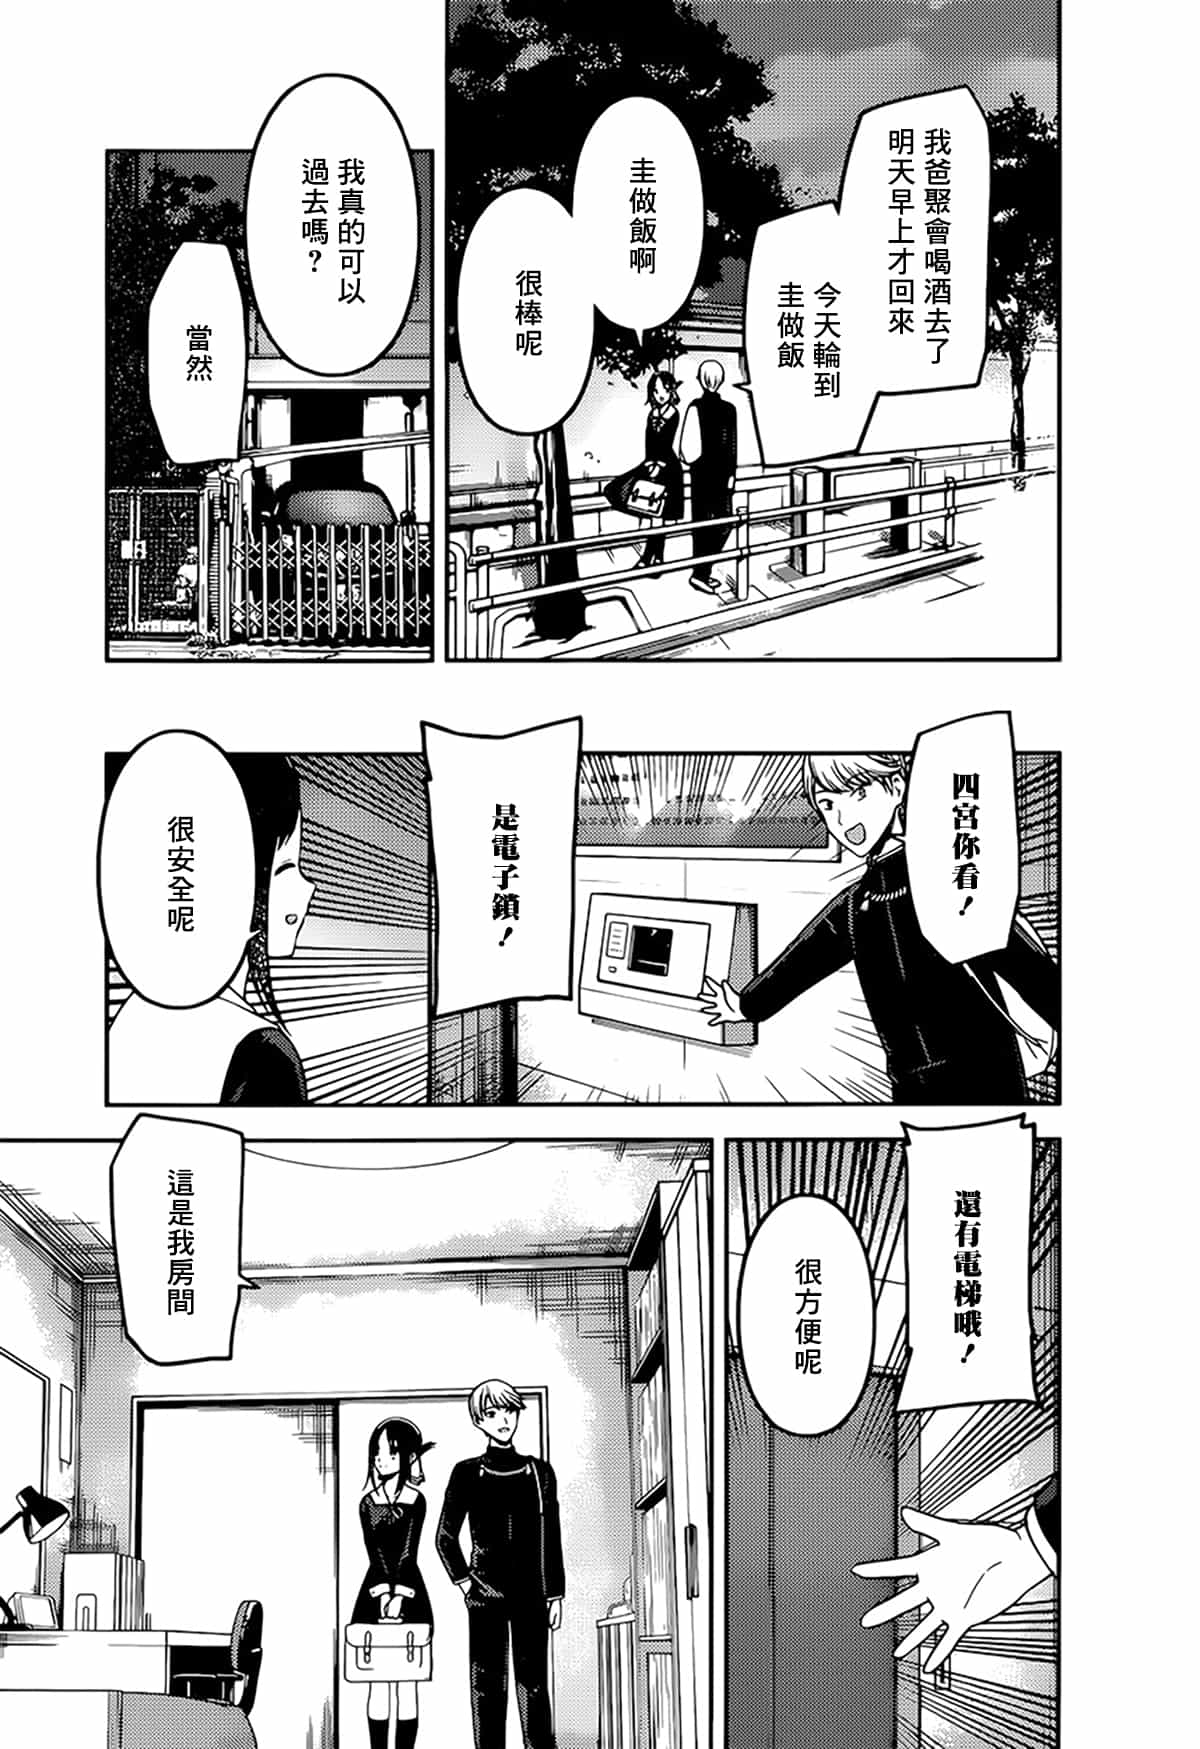 我爸聚會喝酒去了
明天早上才回來
今天輪到
圭做飯
圭做飯啊
很棒呢
我真的可以
過去嗎?
當然
四宮你看!
是電子鎖!
很安全呢
還有電梯哦!
很方便呢
這是我房間